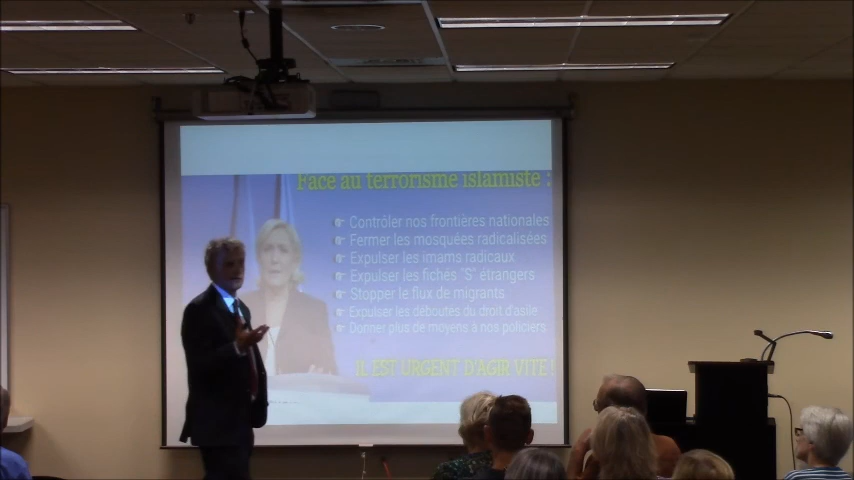 Face au terrorisme islamiste :
Contrôler nos frontières nationales
Fermer les mosquées radicalisées
Expulser les imams radicaux
Expulser les fichés "S" étrangers
Stopper le flux de migrants
Expulser les déboutés du droit d'asile
Donner plus de moyens à nos policiers
IL EST URGENT D'AGIR VITE !